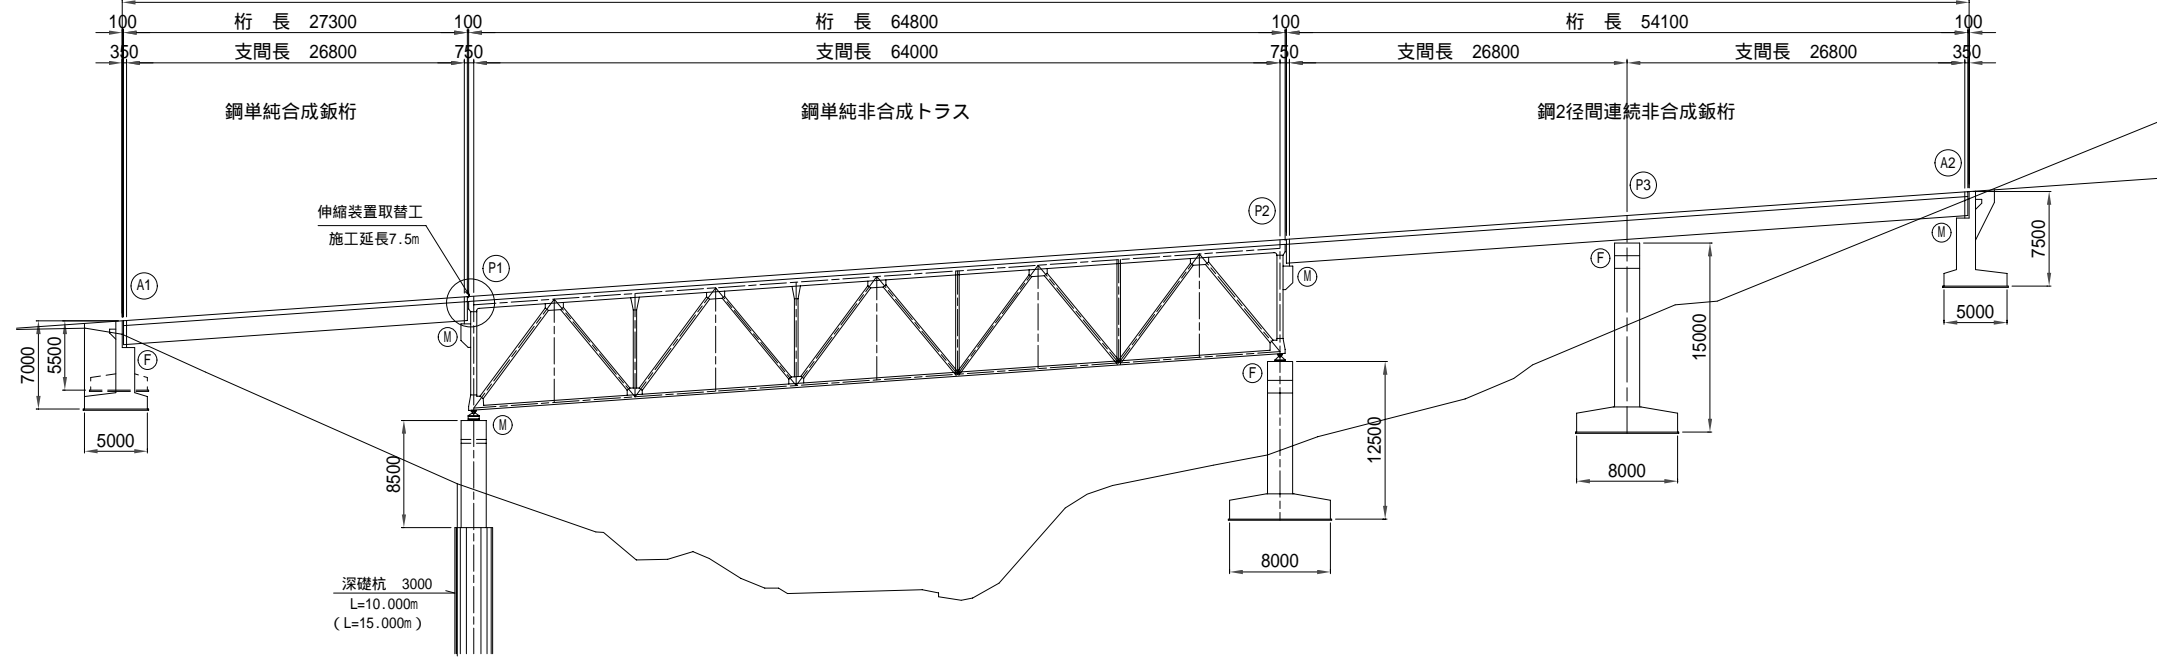 100 桁　長　27300 100 桁　長　64800 100 桁　長　54100 100
350 支間長　26800 750 支間長　64000 750 支間長　26800 支間長　26800 350
鋼単純合成鈑桁 鋼単純非合成トラス 鋼2径間連続非合成鈑桁
A2
P3
伸縮装置取替工 P2
施工延長7.5m M 7500
P1 F
A1 M
5000
M 15000
7000 5500 F
F
5000 M 12500
8500 8000
8000
深礎杭　3000
L=10.000m
(L=15.000m)